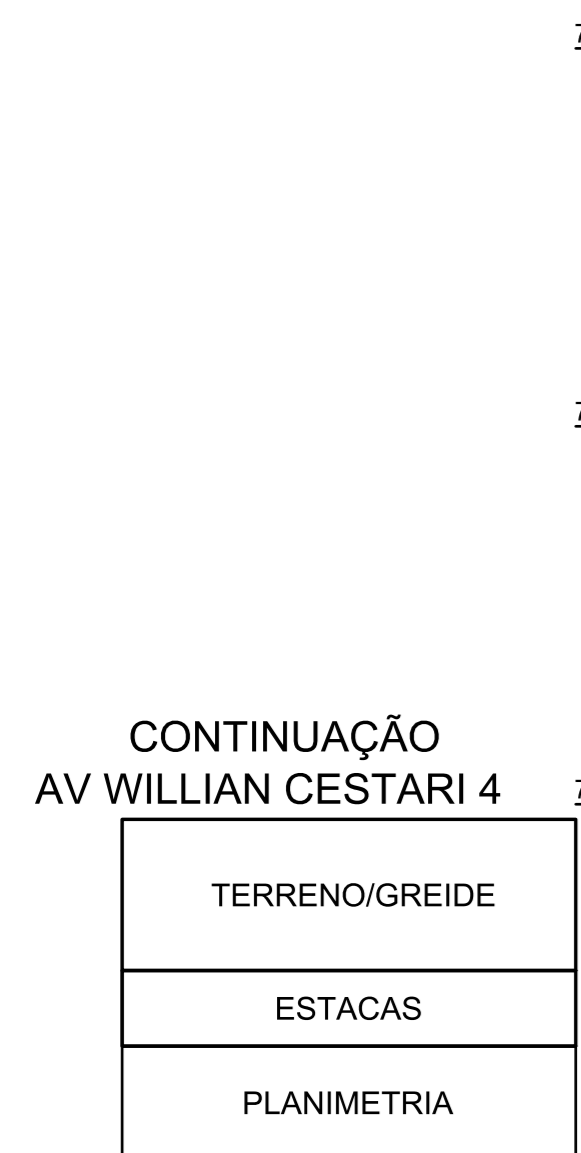 CONTINUAÇÃO
AV WILLIAN CESTARI 4
TERRENO/GREIDE
ESTACAS
PLANIMETRIA